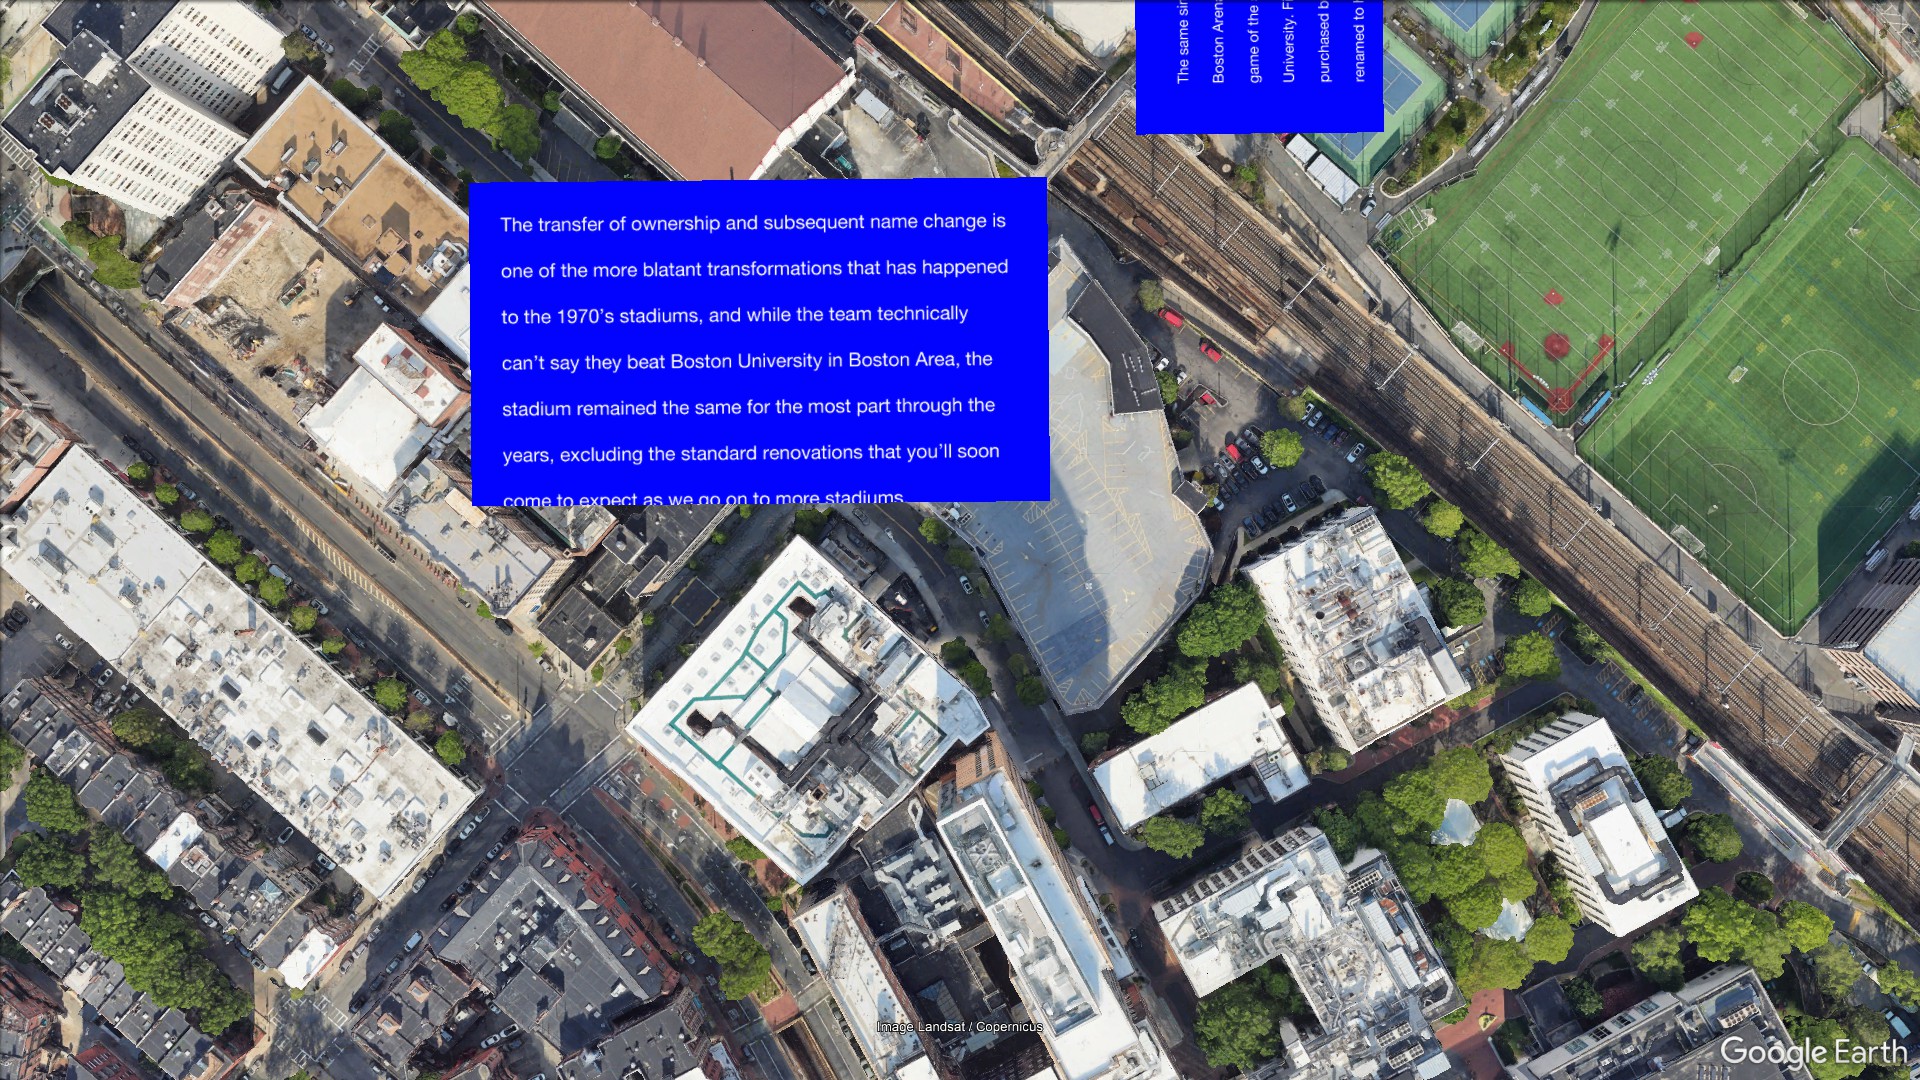 The same sir
Boston Arena
game of the
University. F
purchased b
renamed to
The transfer of ownership and subsequent name change is
one of the more blatant transformations that has happened
to the 1970's stadiums, and while the team technically
can't say they beat Boston University in Boston Area, the
stadium remained the same for the most part through the
years, excluding the standard renovations that you'll soon
come to expect as we go on to more stadiums.
Image Landsat / Copernicus
Google Earth